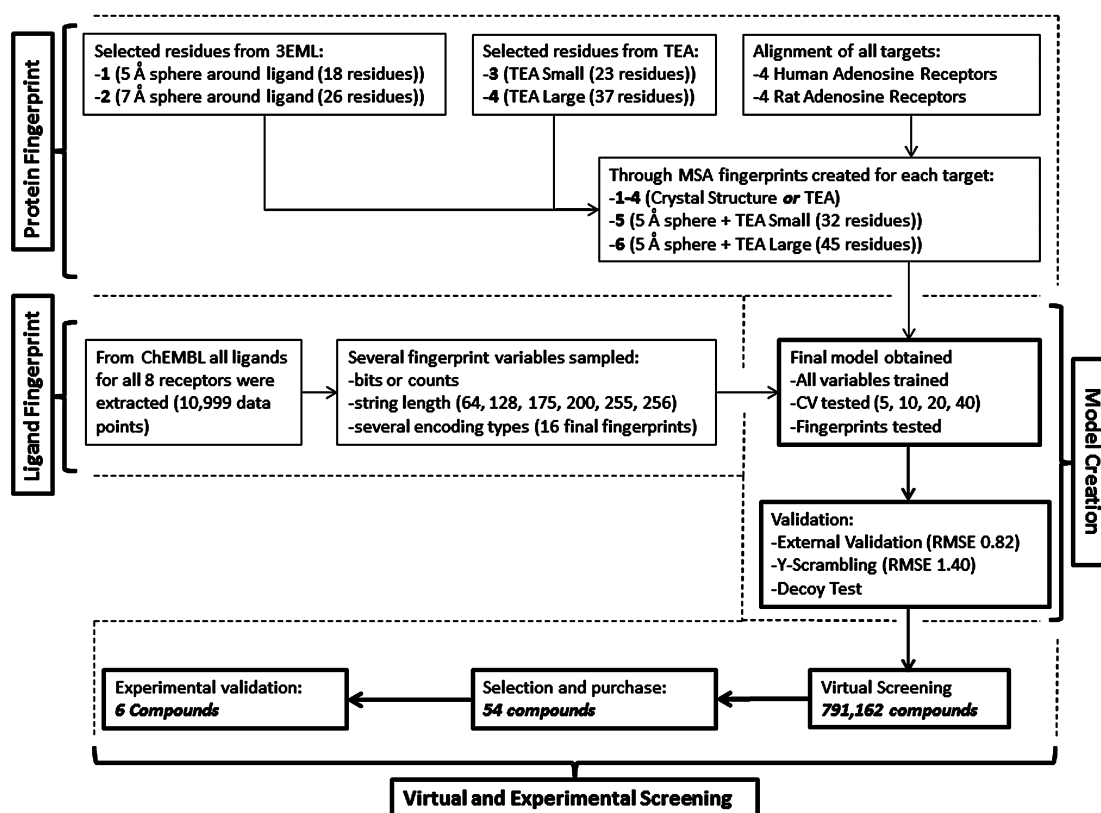 Protein Fingerprint
Selected residues from 3EML:
-1 (5 Å sphere around ligand (18 residues))
-2 (7 Å sphere around ligand (26 residues))
Selected residues from TEA:
-3 (TEA Small (23 residues))
-4 (TEA Large (37 residues))
Alignment of all targets:
-4 Human Adenosine Receptors
-4 Rat Adenosine Receptors
Through MSA fingerprints created for each target:
-1-4 (Crystal Structure or TEA)
-5 (5 Å sphere + TEA Small (32 residues))
-6 (5 Å sphere + TEA Large (45 residues))
Ligand Fingerprint
From ChEMBL all ligands
for all 8 receptors were
extracted (10,999 data
points)
Several fingerprint variables sampled:
-bits or counts
-string length (64, 128, 175, 200, 255, 256)
-several encoding types (16 final fingerprints)
Final model obtained
-All variables trained
-CV tested (5, 10, 20, 40)
-Fingerprints tested
Model Creation
Validation:
-External Validation (RMSE 0.82)
-Y-Scrambling (RMSE 1.40)
-Decoy Test
Experimental validation:
6 Compounds
Selection and purchase:
54 compounds
Virtual Screening
791,162 compounds
Virtual and Experimental Screening